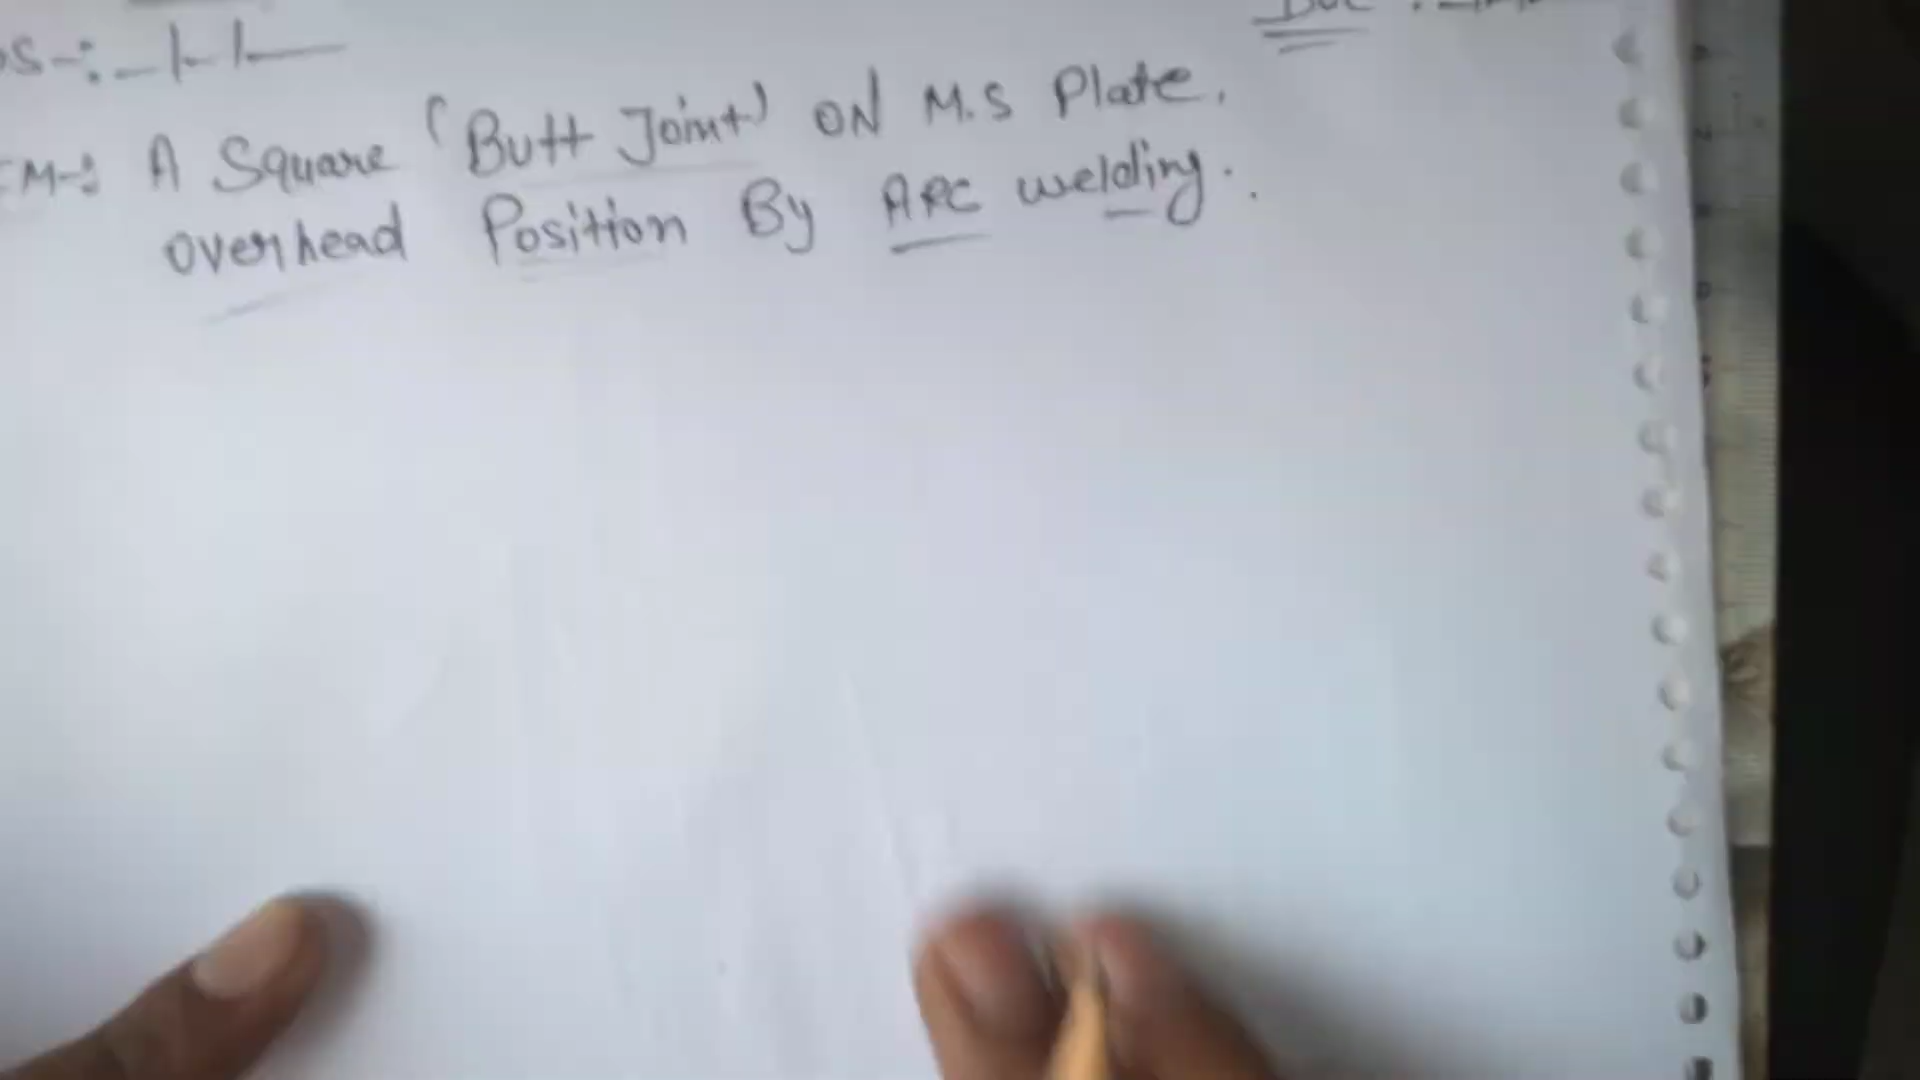 S-:_|-|-
M-: A Square (Butt Joint) ON M.S Plate.
overhead Position By ARC welding.